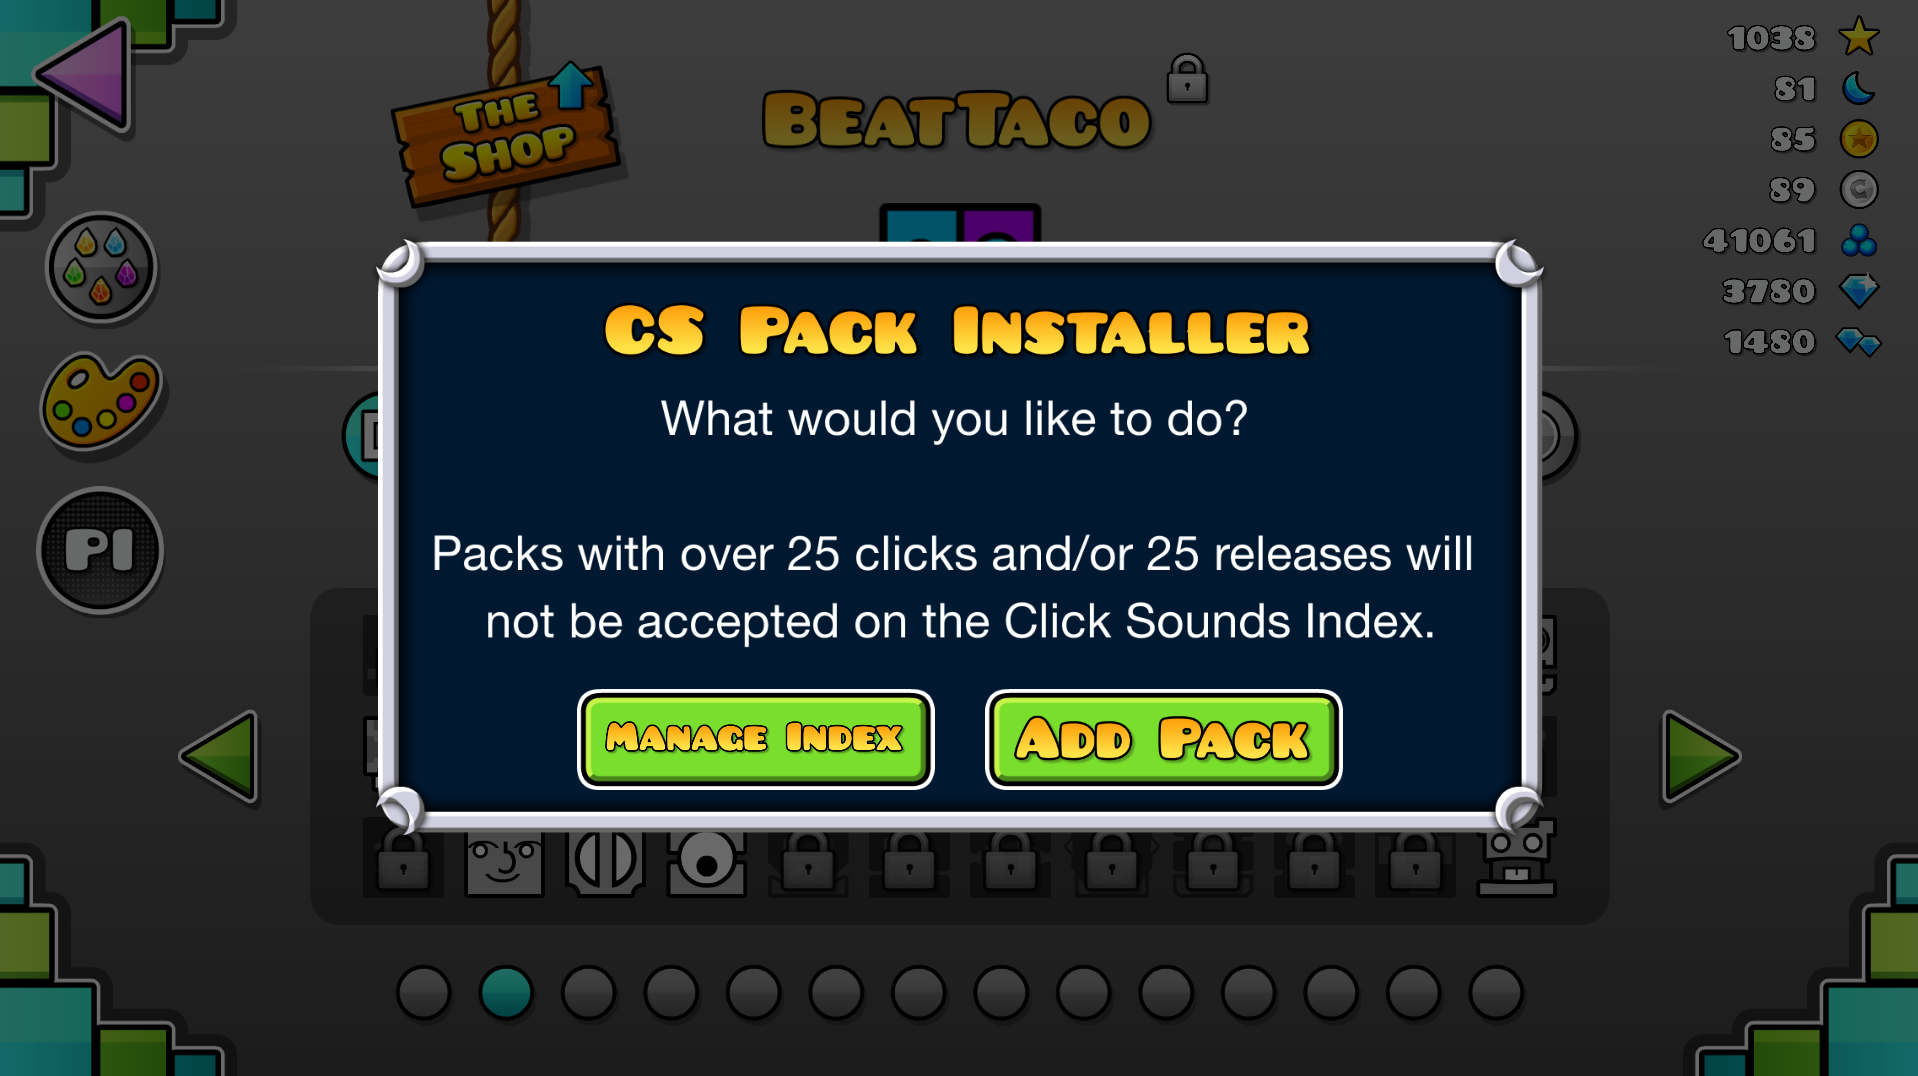 THE
SHOP
BEATTACO
1038
81
85
89
41061
3780
1480
CS PACK INSTALLER
What would you like to do?
Packs with over 25 clicks and/or 25 releases will
not be accepted on the Click Sounds Index.
MANAGE INDEX
ADD PACK
PI